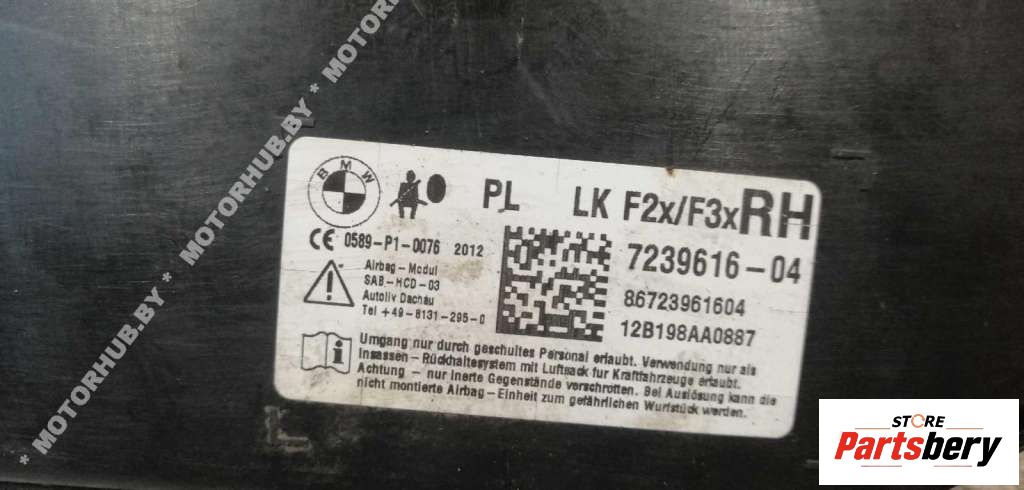 * MOTORHUB.BY * MOTORHUB.BY * MOTORHUB.BY
BMW
PL LK F2x/F3x RH
CE 0589-P1-0076 2012
7239616-04
Airbag-Modul
SAB-HCD-03
Autoliv Dachau
Tel +49-8131-295-0
86723961604
12B198AA0887
i
Umgang nur durch geschultes Personal erlaubt. Verwendung nur als
Insassen-Rückhaltesystem mit Luftsack für Kraftfahrzeuge erlaubt.
Achtung - nur inerte Gegenstände verschrotten. Bei Auslösung kann die
nicht montierte Airbag-Einheit zum gefährlichen Wurfstück werden.
STORE
Partsbery